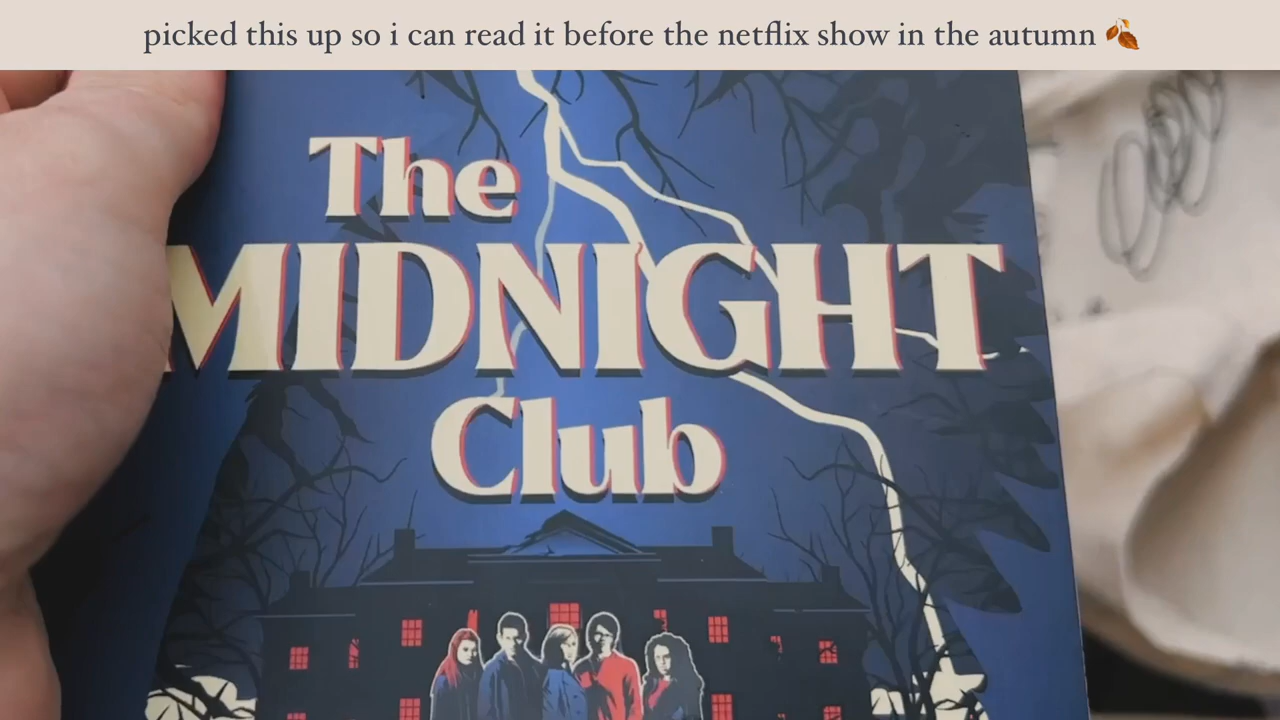 picked this up so i can read it before the netflix show in the autumn 🍂
The
MIDNIGHT
Club